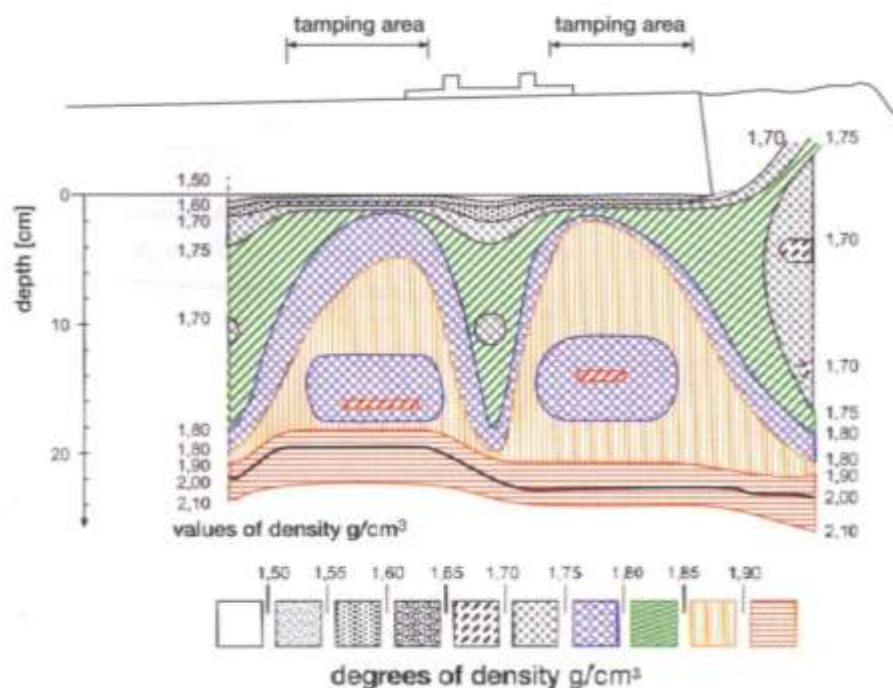 tamping area tamping area
1,70 1,75
0 1,50
1,60
1,70
1,75
1,70
depth [cm]
10 1,70
1,70
1,75
1,80 1,80
20 1,80 1,80
1,90 1,90
2,00 2,00
2,10 2,10
values of density g/cm³
1,50 1,55 1,60 1,65 1,70 1,75 1,80 1,85 1,90
degrees of density g/cm³